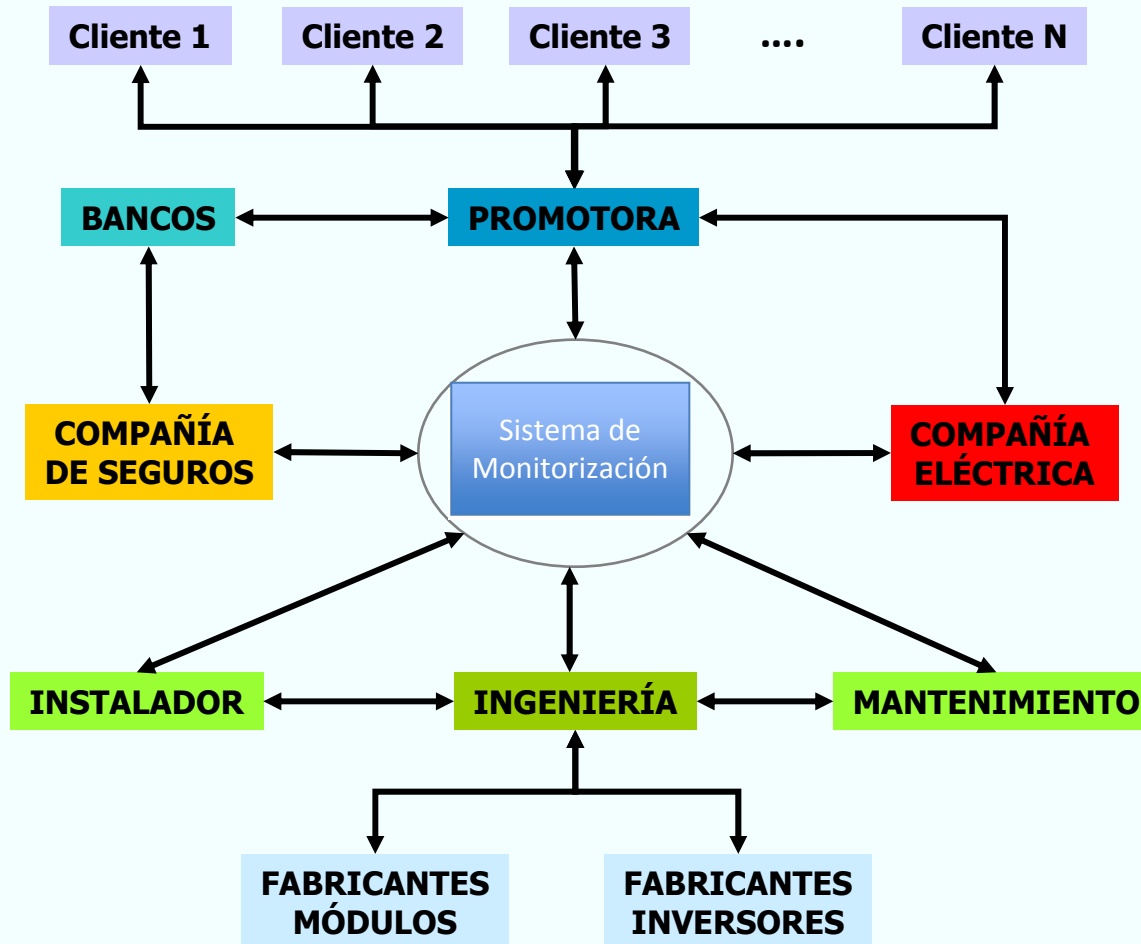 Cliente 1
Cliente 2
Cliente 3
....
Cliente N
BANCOS
PROMOTORA
COMPAÑÍA
DE SEGUROS
Sistema de
Monitorización
COMPAÑÍA
ELÉCTRICA
INSTALADOR
INGENIERÍA
MANTENIMIENTO
FABRICANTES
MÓDULOS
FABRICANTES
INVERSORES